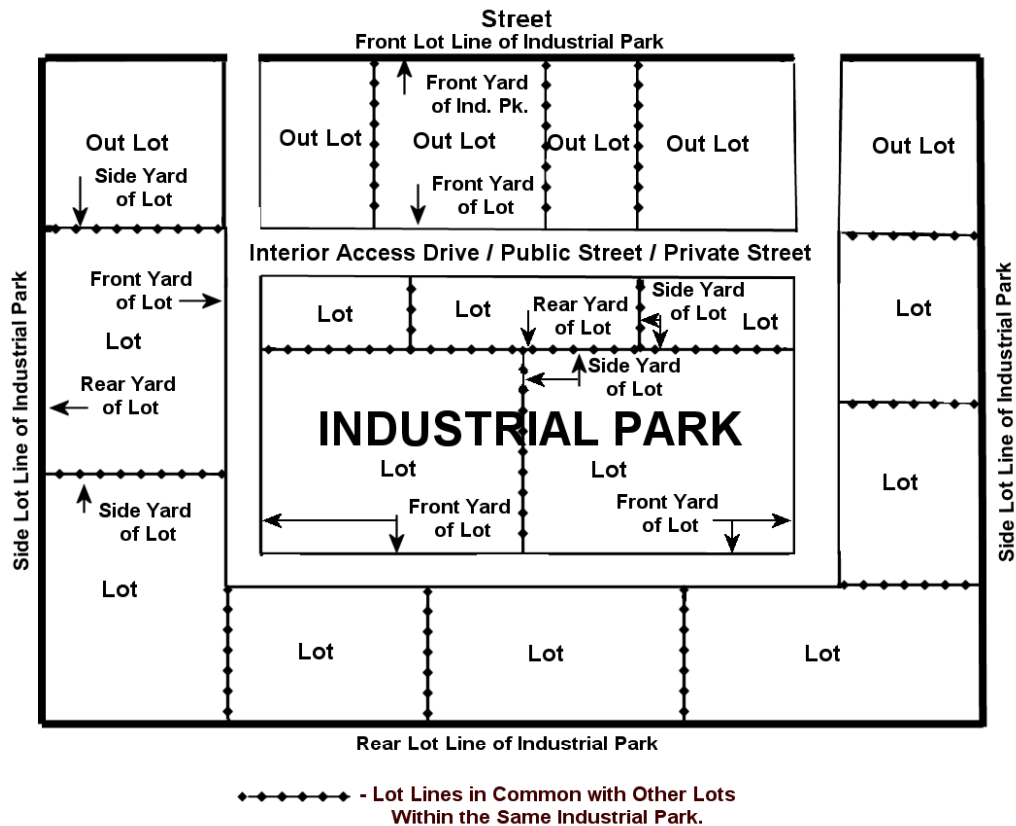 Street
Front Lot Line of Industrial Park
Front Yard
of Ind. Pk.
Out Lot
Out Lot
Out Lot
Out Lot
Out Lot
Out Lot
Side Yard
of Lot
Front Yard
of Lot
Interior Access Drive / Public Street / Private Street
Front Yard
of Lot
Lot
Lot
Lot
Rear Yard
of Lot
Side Yard
of Lot
Lot
Lot
Side Lot Line of Industrial Park
Side Lot Line of Industrial Park
Rear Yard
of Lot
Side Yard
of Lot
INDUSTRIAL PARK
Lot
Lot
Lot
Front Yard
of Lot
Front Yard
of Lot
Side Yard
of Lot
Lot
Lot
Lot
Lot
Rear Lot Line of Industrial Park
- Lot Lines in Common with Other Lots
Within the Same Industrial Park.